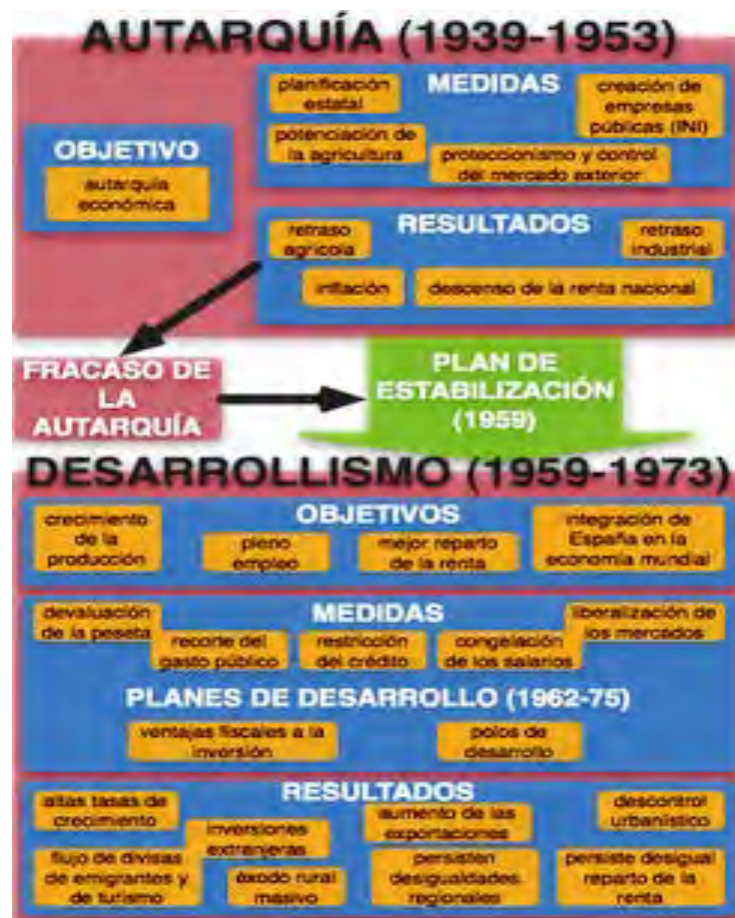 AUTARQUÍA (1939-1953)
OBJETIVO
autarquía
económica
MEDIDAS
planificación
estatal
creación de
empresas
públicas (INI)
potenciación de
la agricultura
proteccionismo y control
del mercado exterior
RESULTADOS
retraso
agrícola
retraso
industrial
inflación
descenso de la renta nacional
FRACASO DE
LA
AUTARQUÍA
PLAN DE
ESTABILIZACIÓN
(1959)
DESARROLLISMO (1959-1973)
OBJETIVOS
crecimiento
de la
producción
pleno
empleo
mejor reparto
de la renta
integración de
España en la
economía mundial
MEDIDAS
devaluación
de la peseta
recorte del
gasto público
restricción
del crédito
congelación
de los salarios
liberalización de
los mercados
PLANES DE DESARROLLO (1962-75)
ventajas fiscales a la
inversión
polos de
desarrollo
RESULTADOS
altas tasas de
crecimiento
inversiones
extranjeras
aumento de las
exportaciones
descontrol
urbanístico
flujo de divisas
de emigrantes y
de turismo
éxodo rural
masivo
persisten
desigualdades
regionales
persiste desigual
reparto de la
renta